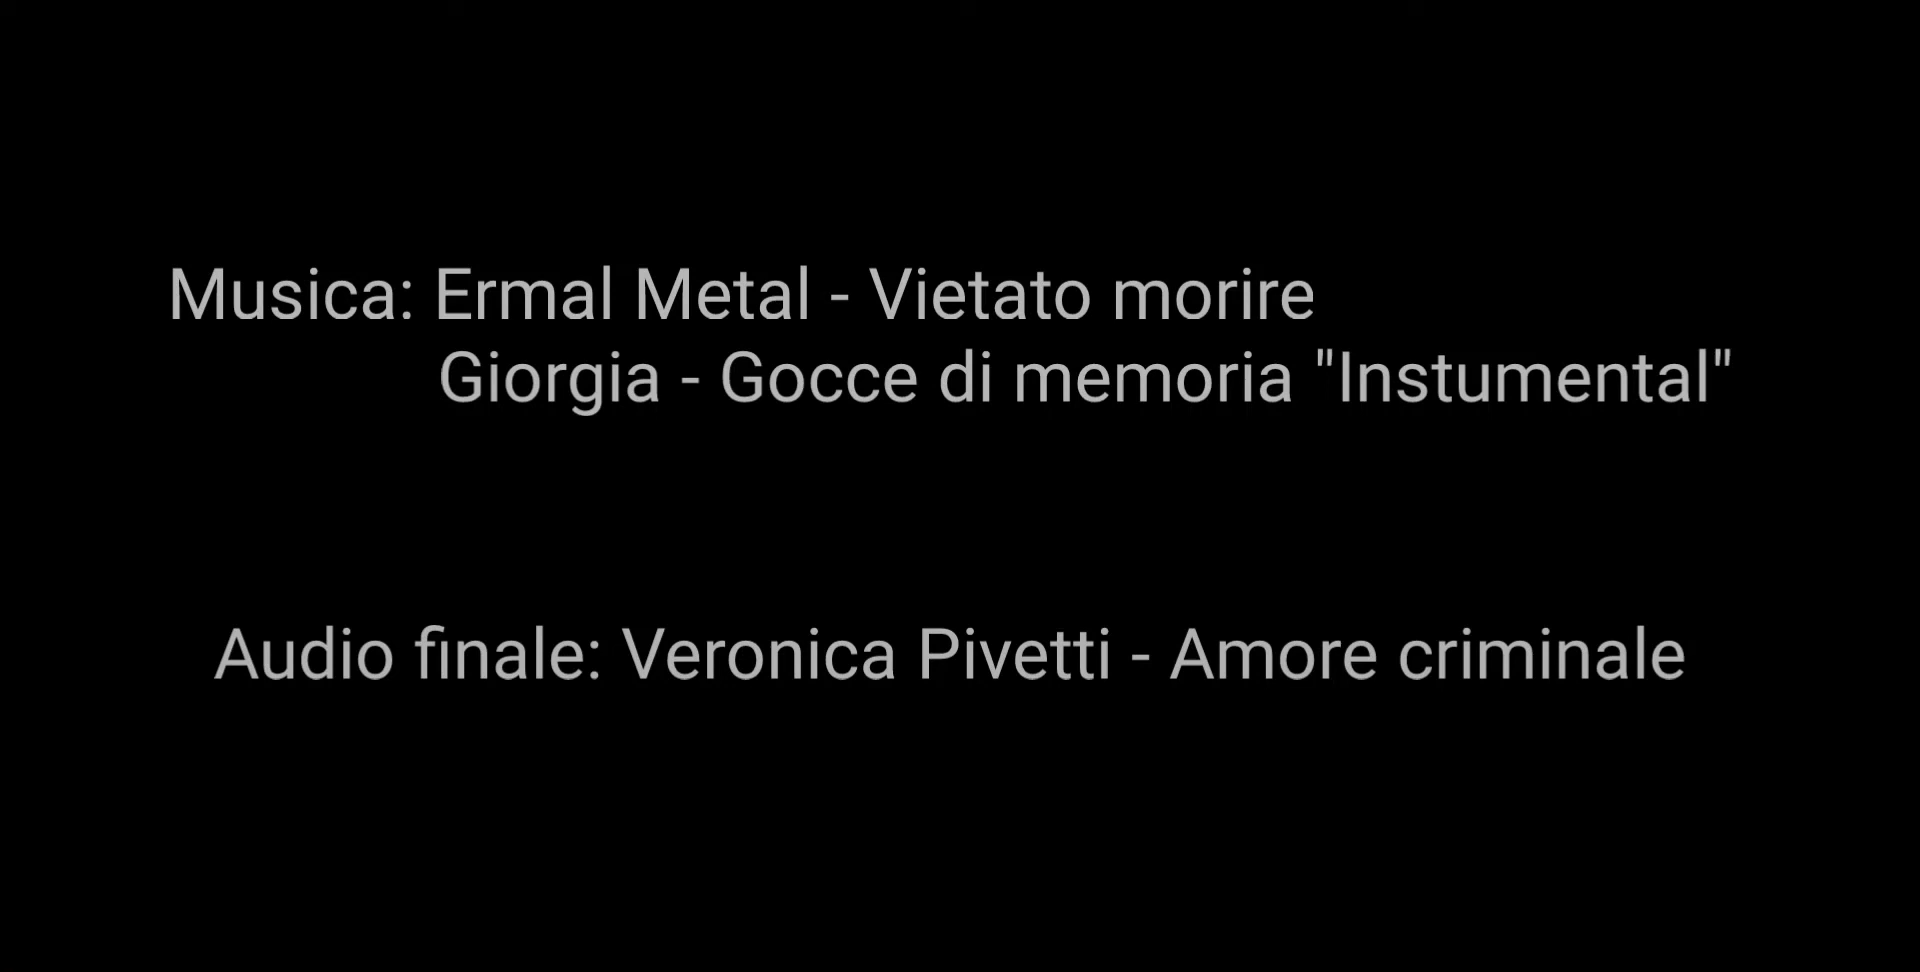 Musica: Ermal Metal - Vietato morire
Giorgia - Gocce di memoria "Instumental"
Audio finale: Veronica Pivetti - Amore criminale